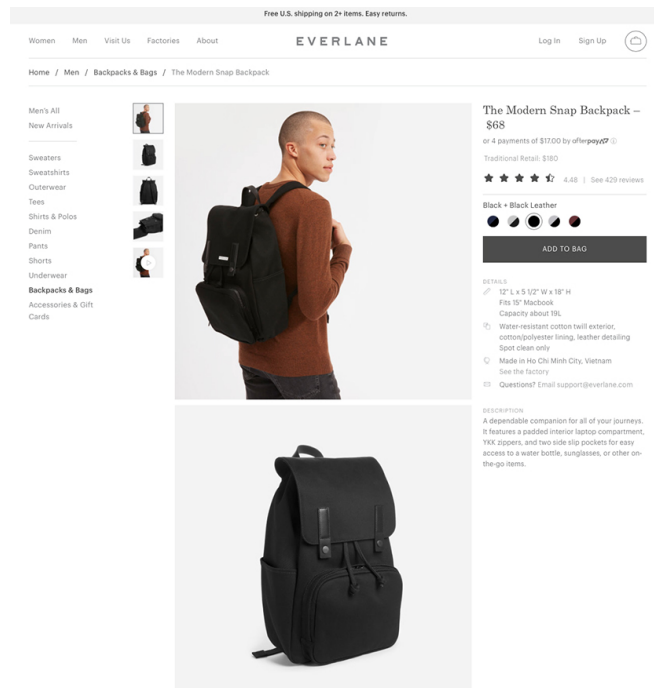 Free U.S. shipping on 2+ items. Easy returns.
Women Men Visit Us Factories About
EVERLANE
Log In Sign Up
Home / Men / Backpacks & Bags / The Modern Snap Backpack
Men's All
New Arrivals
Sweaters
Sweatshirts
Outerwear
Tees
Shirts & Polos
Denim
Pants
Shorts
Underwear
Backpacks & Bags
Accessories & Gift
Cards
The Modern Snap Backpack –
$68
or 4 payments of $17.00 by afterpay
Traditional Retail: $180
4.48 | See 429 reviews
Black + Black Leather
ADD TO BAG
DETAILS
12" L x 5 1/2" W x 18" H
Fits 15" Macbook
Capacity about 19L
Water-resistant cotton twill exterior,
cotton/polyester lining, leather detailing
Spot clean only
Made in Ho Chi Minh City, Vietnam
See the factory
Questions? Email support@everlane.com
DESCRIPTION
A dependable companion for all of your journeys.
It features a padded interior laptop compartment,
YKK zippers, and two side slip pockets for easy
access to a water bottle, sunglasses, or other on-
the-go items.